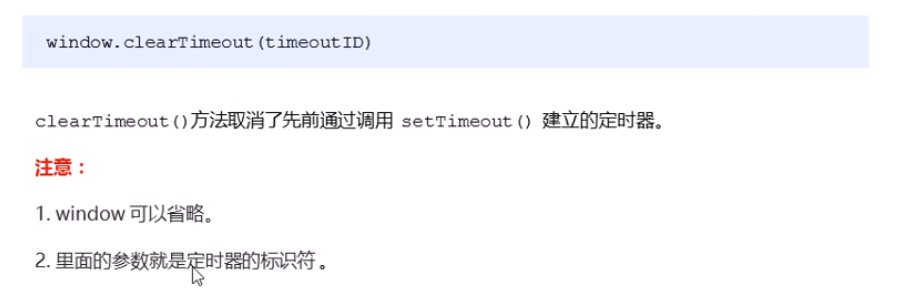 window.clearTimeout(timeoutID)
clearTimeout()方法取消了先前通过调用 setTimeout() 建立的定时器。
注意：
1. window 可以省略。
2. 里面的参数就是定时器的标识符 。